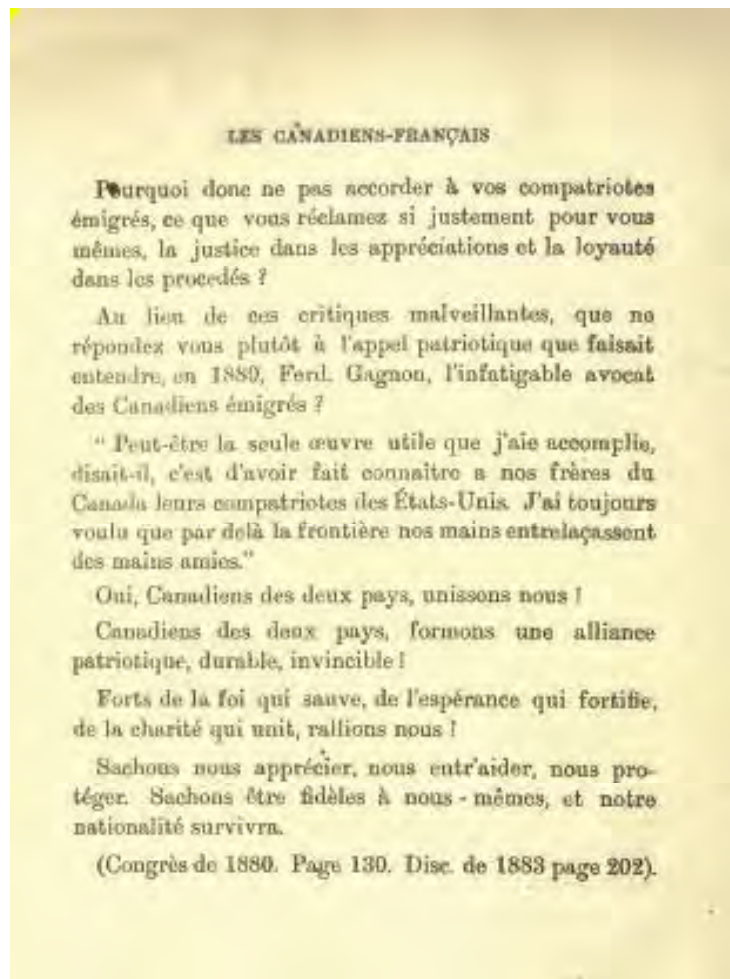 LES CANADIENS-FRANÇAIS
Pourquoi donc ne pas accorder à vos compatriotes
émigrés, ce que vous réclamez si justement pour vous
mêmes, la justice dans les appréciations et la loyauté
dans les procedés ?
Au lieu de ces critiques malveillantes, que ne
répondez vous plutôt à l'appel patriotique que faisait
entendre, en 1880, Ferd. Gagnon, l'infatigable avocat
des Canadiens émigrés ?
" Peut-être la seule œuvre utile que j'aie accomplie,
disait-il, c'est d'avoir fait connaître a nos frères du
Canada leurs compatriotes des États-Unis. J'ai toujours
voulu que par delà la frontière nos mains entrelaçassent
des mains amies."
Oui, Canadiens des deux pays, unissons nous !
Canadiens des deux pays, formons une alliance
patriotique, durable, invincible !
Forts de la foi qui sauve, de l'espérance qui fortifie,
de la charité qui unit, rallions nous !
Sachons nous apprécier, nous entr'aider, nous pro-
téger. Sachons être fidèles à nous - mêmes, et notre
nationalité survivra.
(Congrès de 1880. Page 130. Disc. de 1883 page 202).